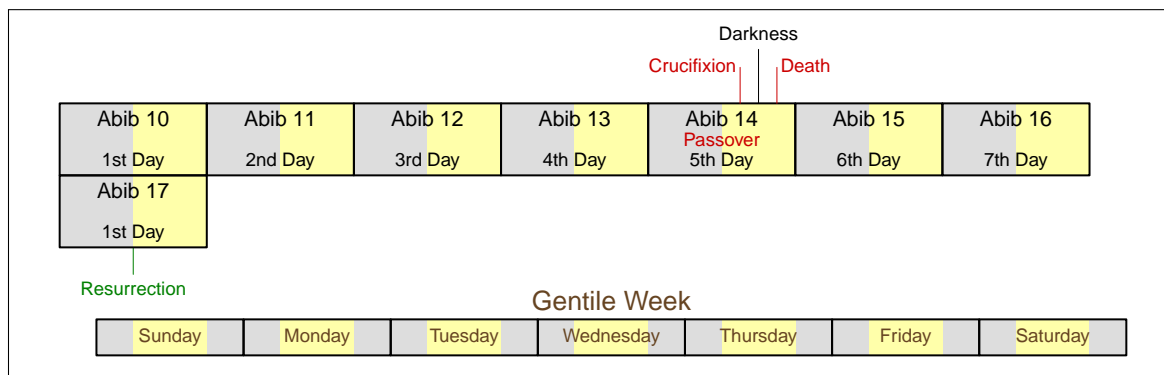 Darkness
Crucifixion Death
Abib 10 Abib 11 Abib 12 Abib 13 Abib 14 Abib 15 Abib 16
Passover
1st Day 2nd Day 3rd Day 4th Day 5th Day 6th Day 7th Day
Abib 17
1st Day
Resurrection
Gentile Week
Sunday Monday Tuesday Wednesday Thursday Friday Saturday